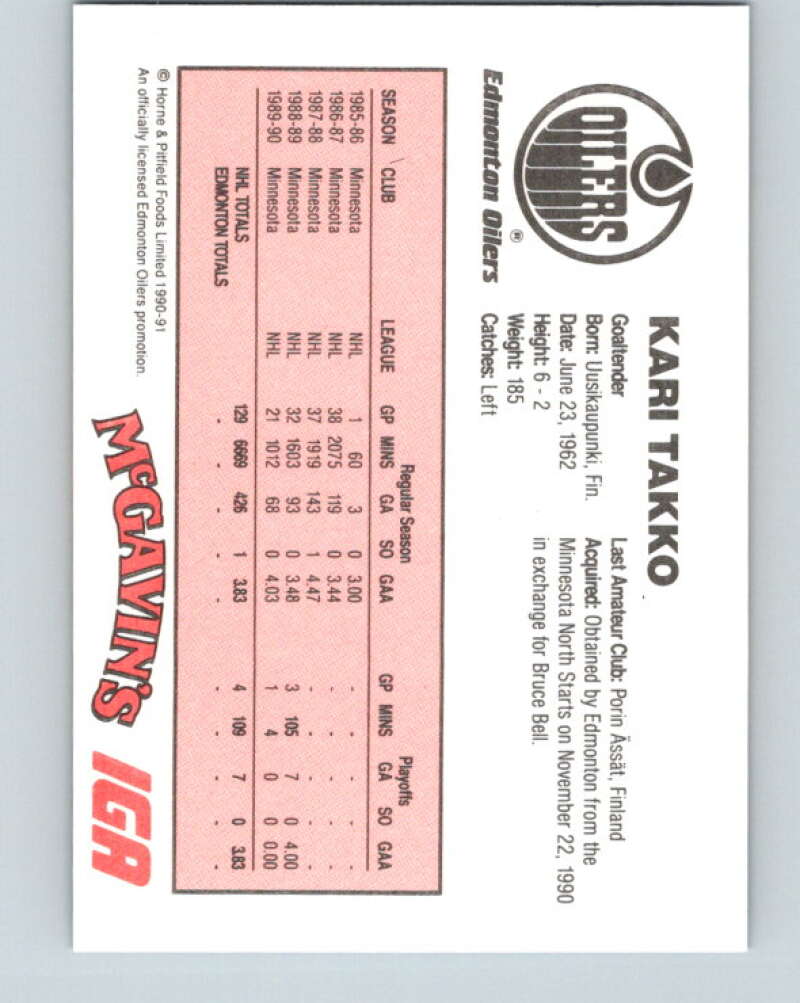 OILERS
Edmonton Oilers ®
KARI TAKKO
Goaltender
Born: Uusikaupunki, Fin.
Date: June 23, 1962
Height: 6 - 2
Weight: 185
Catches: Left
Last Amateur Club: Porin Ässät, Finland
Acquired: Obtained by Edmonton from the
Minnesota North Starts on November 22, 1990
in exchange for Bruce Bell.
Regular Season Playoffs
SEASON CLUB LEAGUE GP MINS GA SO GAA GP MINS GA SO GAA
1985-86 Minnesota NHL 1 60 3 0 3.00 - - - - -
1986-87 Minnesota NHL 38 2075 119 0 3.44 - - - - -
1987-88 Minnesota NHL 37 1919 143 1 4.47 - - - - -
1988-89 Minnesota NHL 32 1603 93 0 3.48 3 105 7 0 4.00
1989-90 Minnesota NHL 21 1012 68 0 4.03 1 4 0 0 0.00
NHL TOTALS 129 6669 426 1 3.83 4 109 7 0 3.83
EDMONTON TOTALS - - - - - - - - - -
© Horne & Pitfield Foods Limited 1990-91
An officially licensed Edmonton Oilers promotion.
McGAVIN'S
IGA